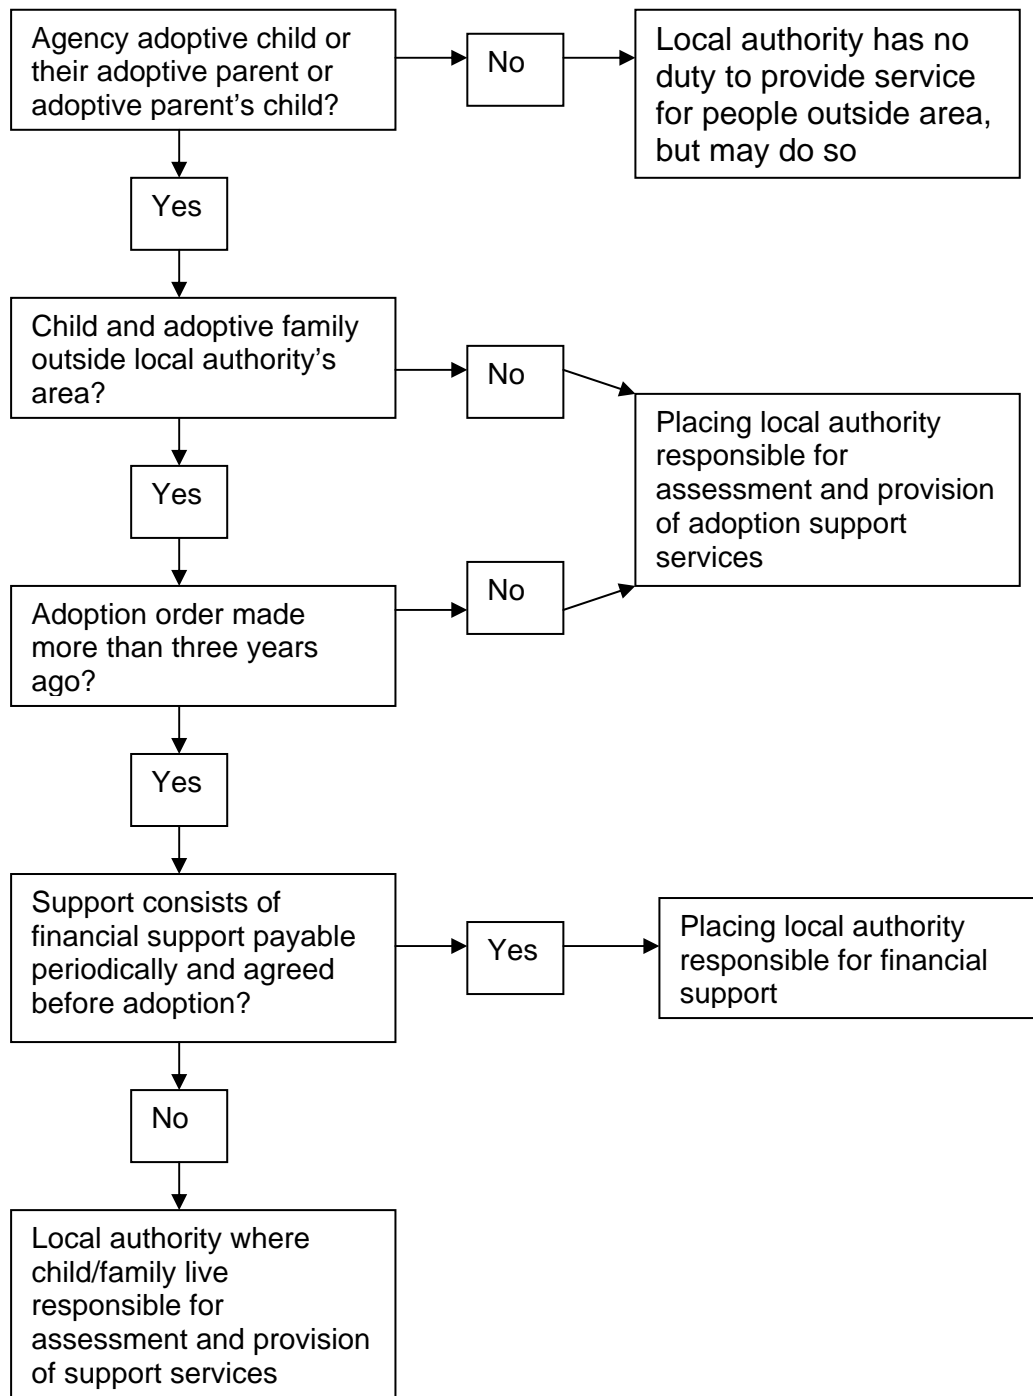 Agency adoptive child or
their adoptive parent or
adoptive parent's child?
No
Local authority has no
duty to provide service
for people outside area,
but may do so
Yes
Child and adoptive family
outside local authority's
area?
No
Placing local authority
responsible for
assessment and provision
of adoption support
services
Yes
No
Adoption order made
more than three years
ago?
Yes
Support consists of
financial support payable
periodically and agreed
before adoption?
Yes
Placing local authority
responsible for financial
support
No
Local authority where
child/family live
responsible for
assessment and provision
of support services